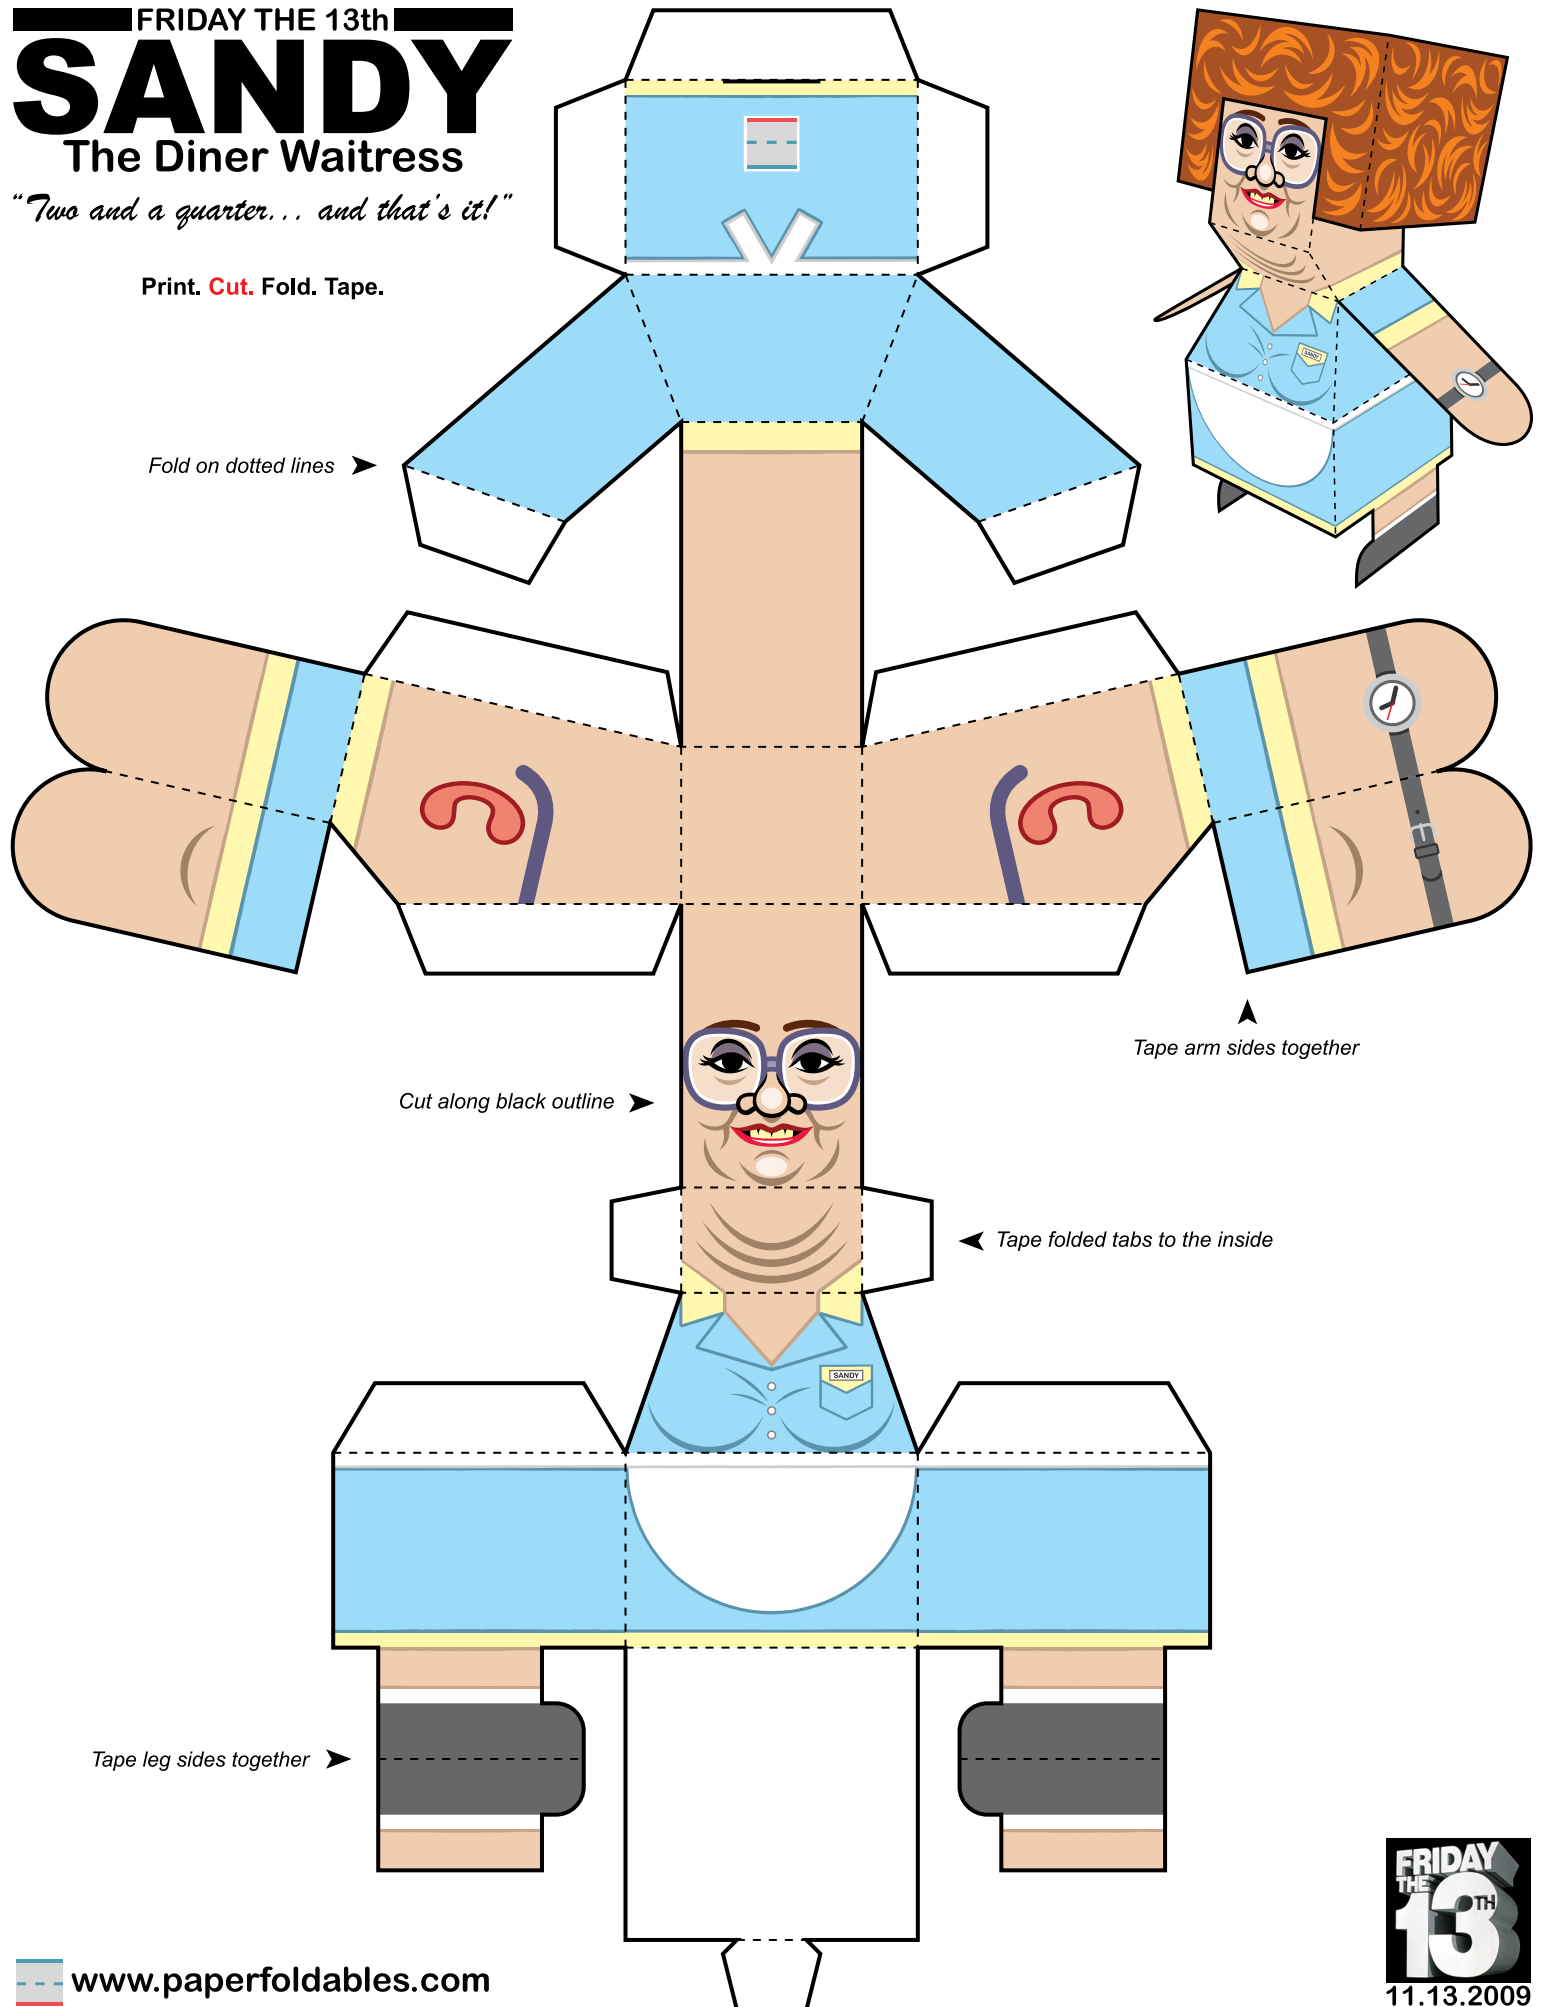 FRIDAY THE 13th
SANDY
The Diner Waitress
"Two and a quarter... and that's it!"
Print. Cut. Fold. Tape.
SANDY
Fold on dotted lines
Tape arm sides together
Cut along black outline
Tape folded tabs to the inside
SANDY
Tape leg sides together
FRIDAY
THE
13TH
www.paperfoldables.com
11.13.2009